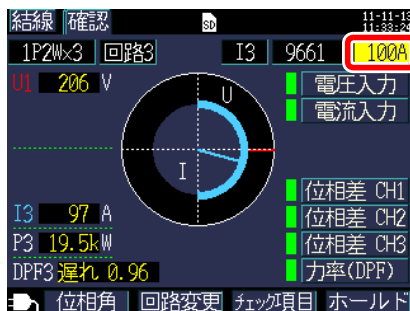 結線 確認 SD 11-11-13
11:33:23
1P2W×3 回路3 I3 9661 100A
U1 206 V
電圧入力
電流入力
U
I
位相差 CH1
I3 97 A
位相差 CH2
P3 19.5kW
位相差 CH3
DPF3 遅れ 0.96
力率(DPF)
位相角 回路変更 チェック項目 ホールド